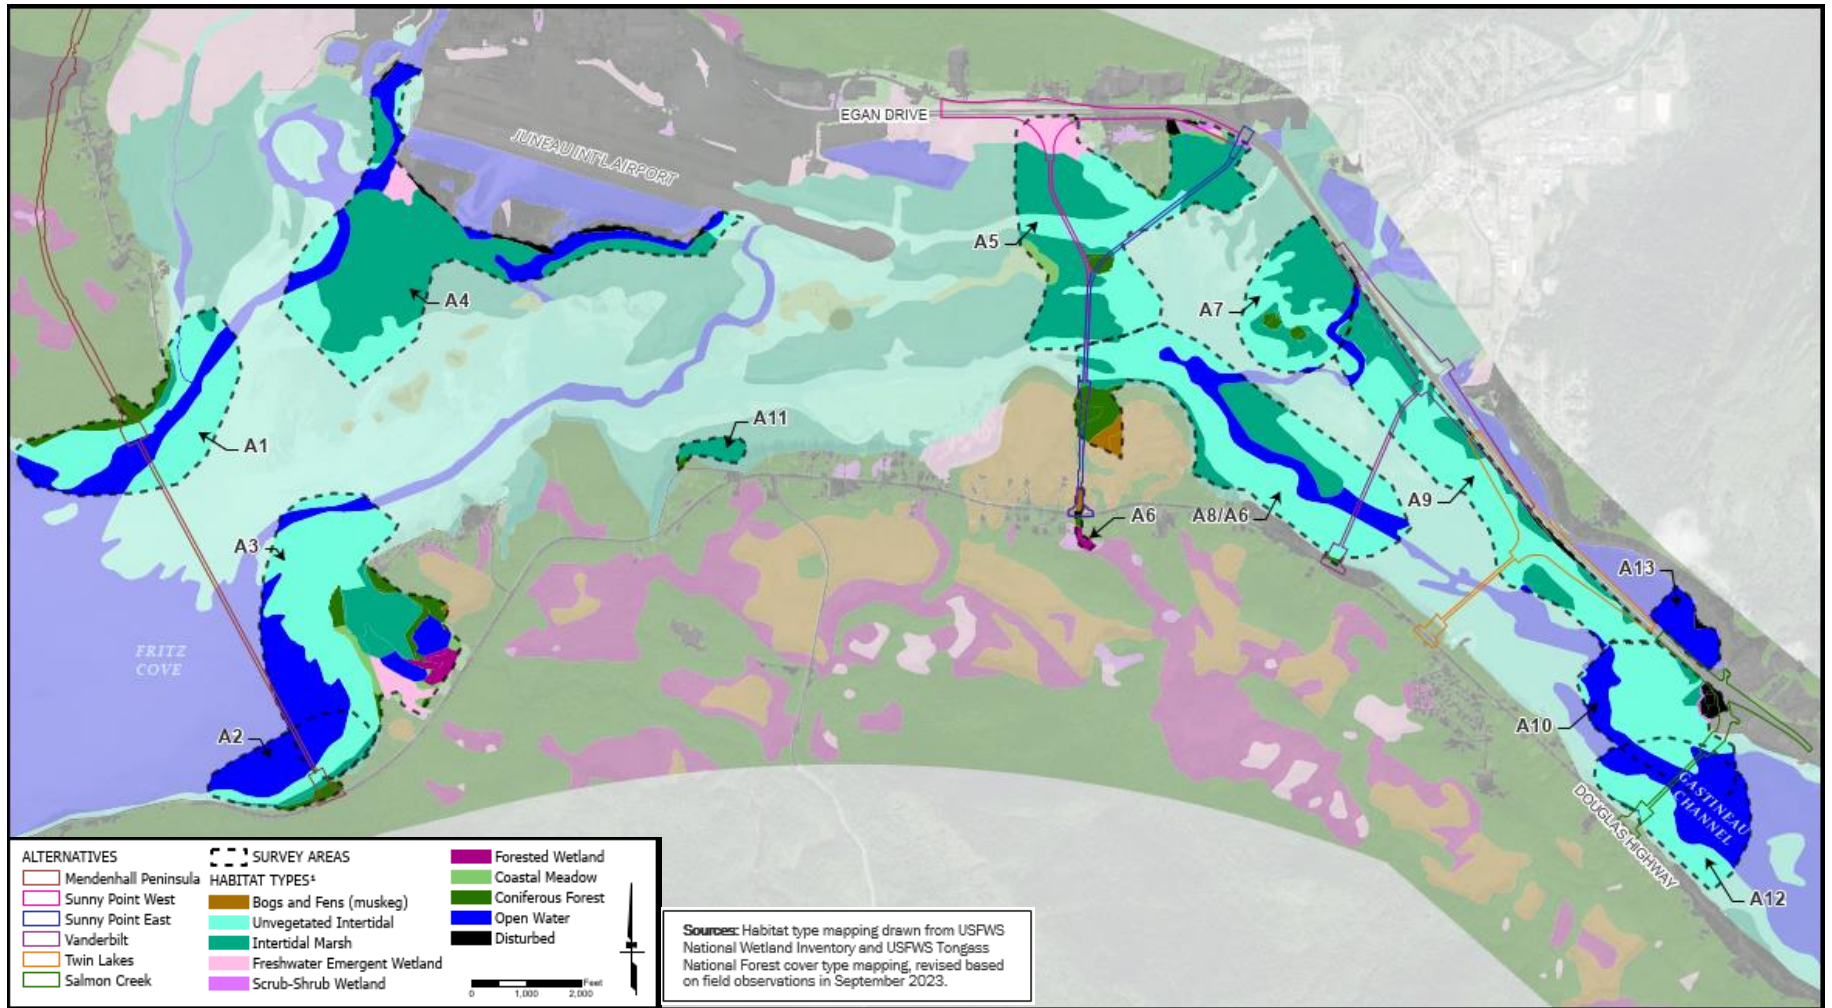 EGAN DRIVE
JUNEAU INT'L AIRPORT
A5
A4
A7
A1
A11
A9
A6
A8/A6
A3
A13
FRITZ
COVE
A2
A10
GASTINEAU
CHANNEL
DOUGLAS HIGHWAY
A12
ALTERNATIVES
Mendenhall Peninsula
Sunny Point West
Sunny Point East
Vanderbilt
Twin Lakes
Salmon Creek
SURVEY AREAS
HABITAT TYPES¹
Bogs and Fens (muskeg)
Unvegetated Intertidal
Intertidal Marsh
Freshwater Emergent Wetland
Scrub-Shrub Wetland
Forested Wetland
Coastal Meadow
Coniferous Forest
Open Water
Disturbed
Feet
0 1,000 2,000
Sources: Habitat type mapping drawn from USFWS
National Wetland Inventory and USFWS Tongass
National Forest cover type mapping, revised based
on field observations in September 2023.